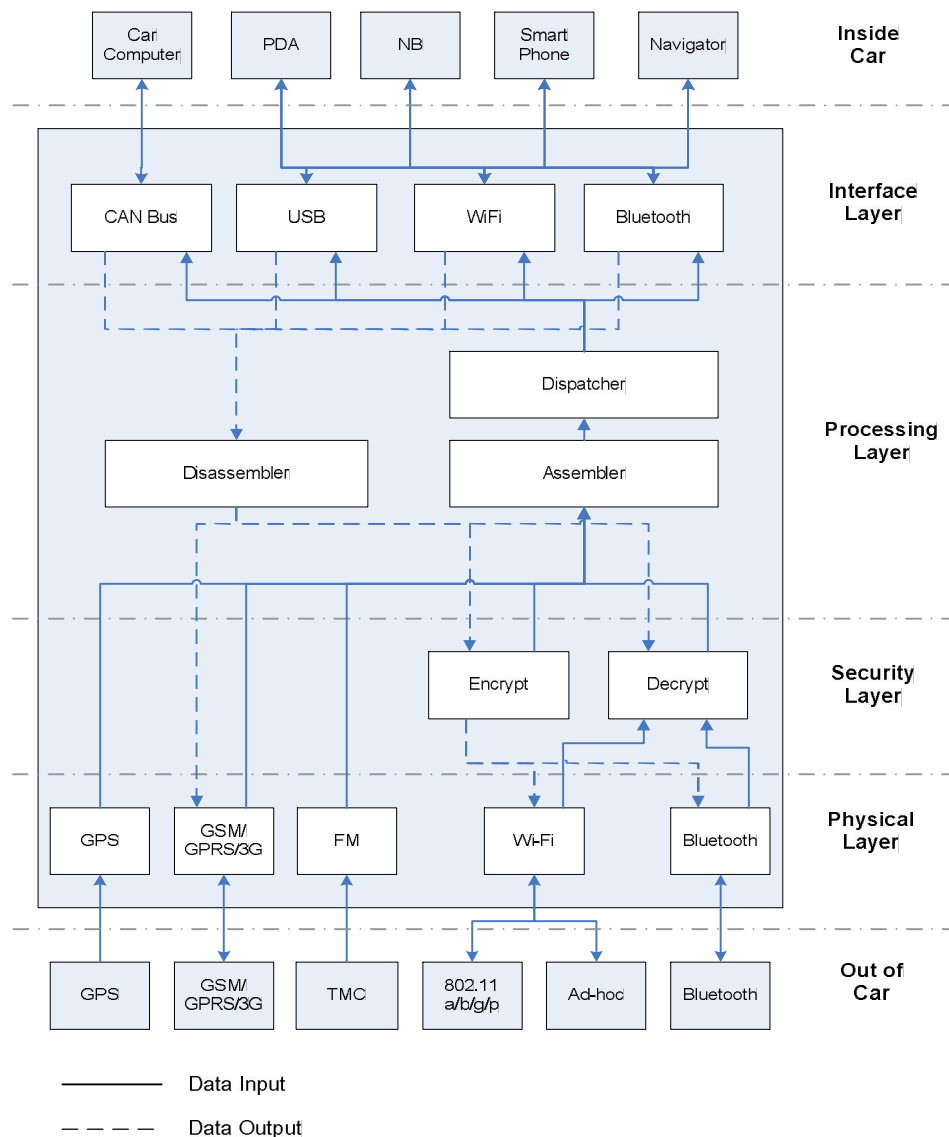 Car
Computer
PDA
NB
Smart
Phone
Navigator
Inside
Car
CAN Bus
USB
WiFi
Bluetooth
Interface
Layer
Dispatcher
Disassembler
Assembler
Processing
Layer
Encrypt
Decrypt
Security
Layer
GPS
GSM/
GPRS/3G
FM
Wi-Fi
Bluetooth
Physical
Layer
GPS
GSM/
GPRS/3G
TMC
802.11
a/b/g/p
Ad-hod
Bluetooth
Out of
Car
Data Input
Data Output